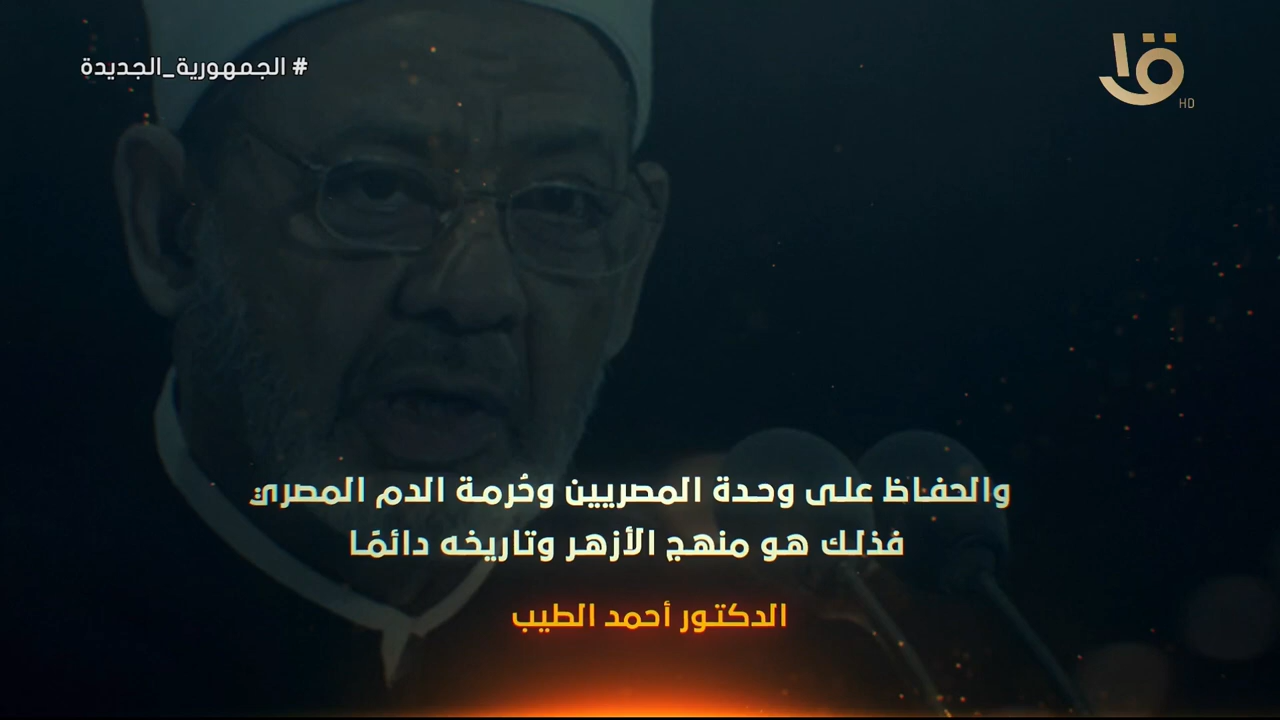 # الجمهورية_الجديدة
HD
والحفاظ على وحدة المصريين وحُرمة الدم المصري
فذلك هو منهج الأزهر وتاريخه دائمًا
الدكتور أحمد الطيب